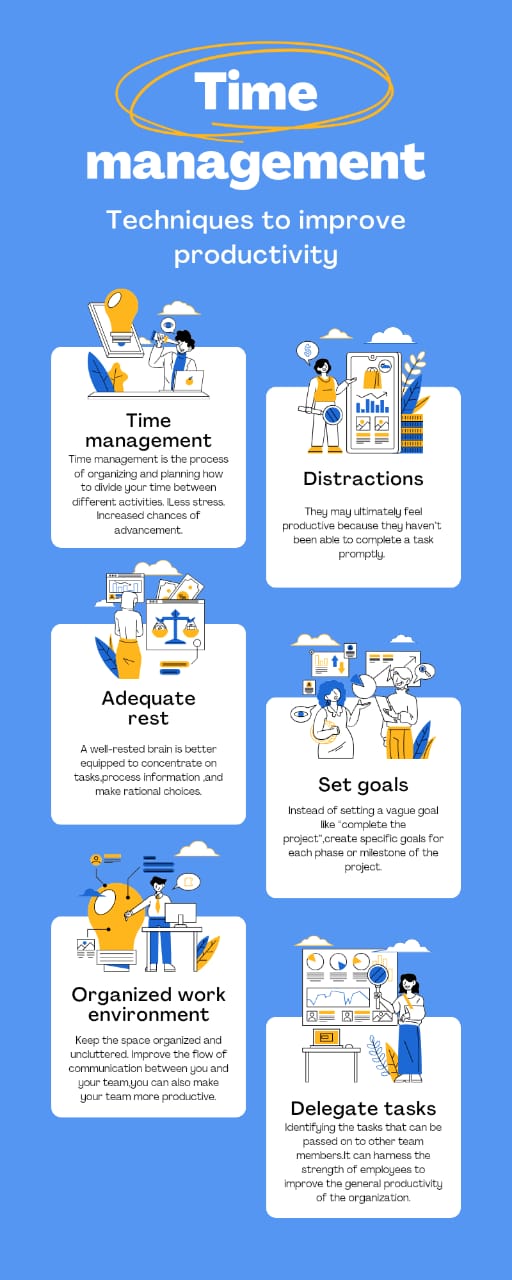 Time
management
Techniques to improve
productivity
Time
management
Time management is the process
of organizing and planning how
to divide your time between
different activities. lLess stress.
Increased chances of
advancement.
$
Distractions
They may ultimately feel
productive because they haven't
been able to complete a task
promptly.
Adequate
rest
A well-rested brain is better
equipped to concentrate on
tasks,process information ,and
make rational choices.
Set goals
Instead of setting a vague goal
like "complete the
project",create specific goals for
each phase or milestone of the
project.
Organized work
environment
Keep the space organized and
uncluttered. Improve the flow of
communication between you and
your team,you can also make
your team more productive.
Delegate tasks
Identifying the tasks that can be
passed on to other team
members.It can harness the
strength of employees to
improve the general productivity
of the organization.